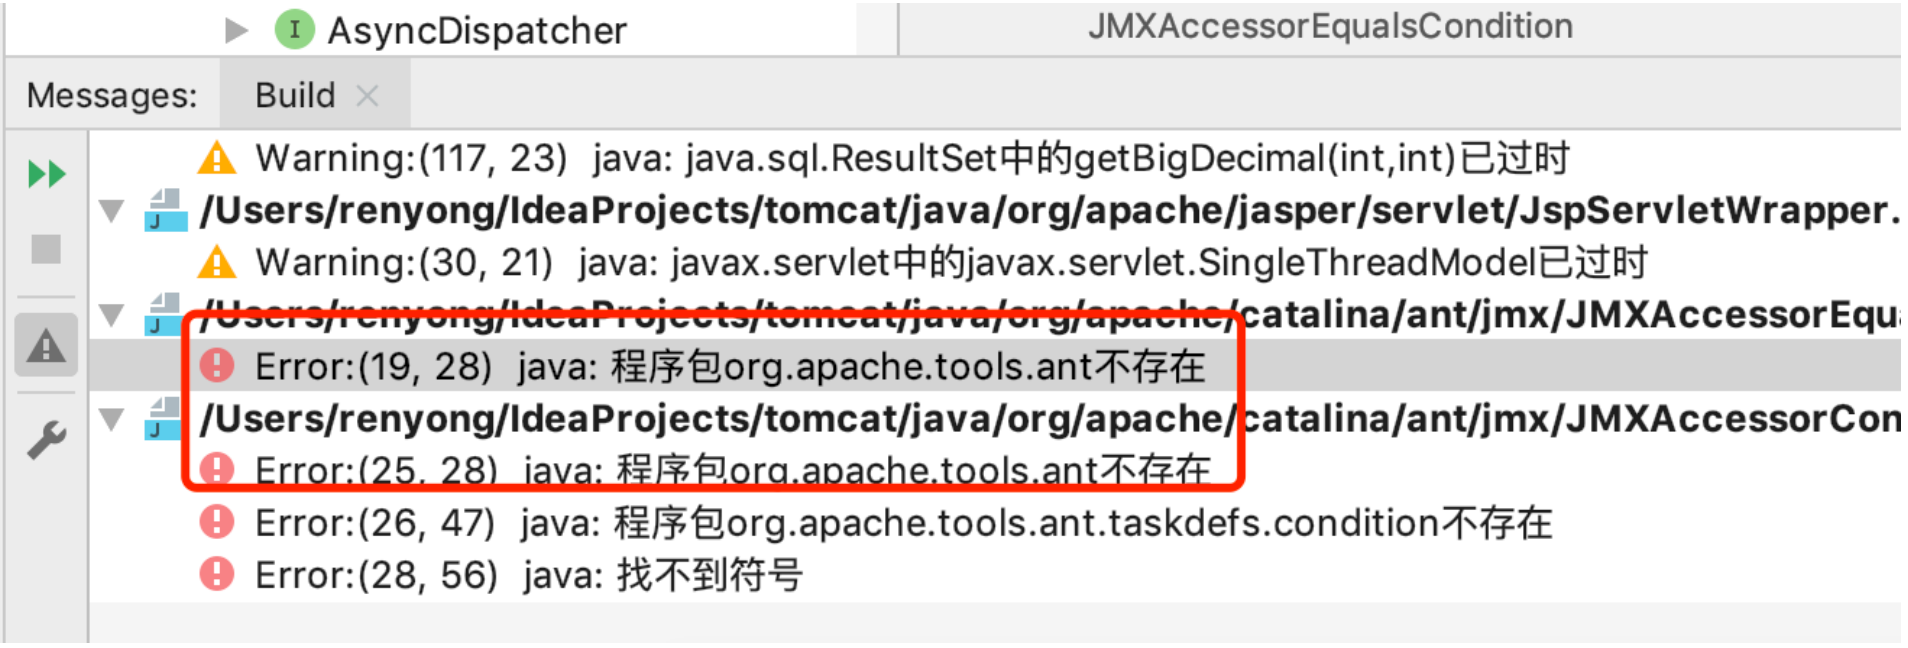 AsyncDispatcher
JMXAccessorEqualsCondition
Messages: Build
Warning:(117, 23) java: java.sql.ResultSet中的getBigDecimal(int,int)已过时
/Users/renyong/IdeaProjects/tomcat/java/org/apache/jasper/servlet/JspServletWrapper.
Warning:(30, 21) java: javax.servlet中的javax.servlet.SingleThreadModel已过时
/Users/renyong/IdeaProjects/tomcat/java/org/apache/catalina/ant/jmx/JMXAccessorEqu
Error:(19, 28) java: 程序包org.apache.tools.ant不存在
/Users/renyong/IdeaProjects/tomcat/java/org/apache/catalina/ant/jmx/JMXAccessorCon
Error:(25, 28) java: 程序包org.apache.tools.ant不存在
Error:(26, 47) java: 程序包org.apache.tools.ant.taskdefs.condition不存在
Error:(28, 56) java: 找不到符号